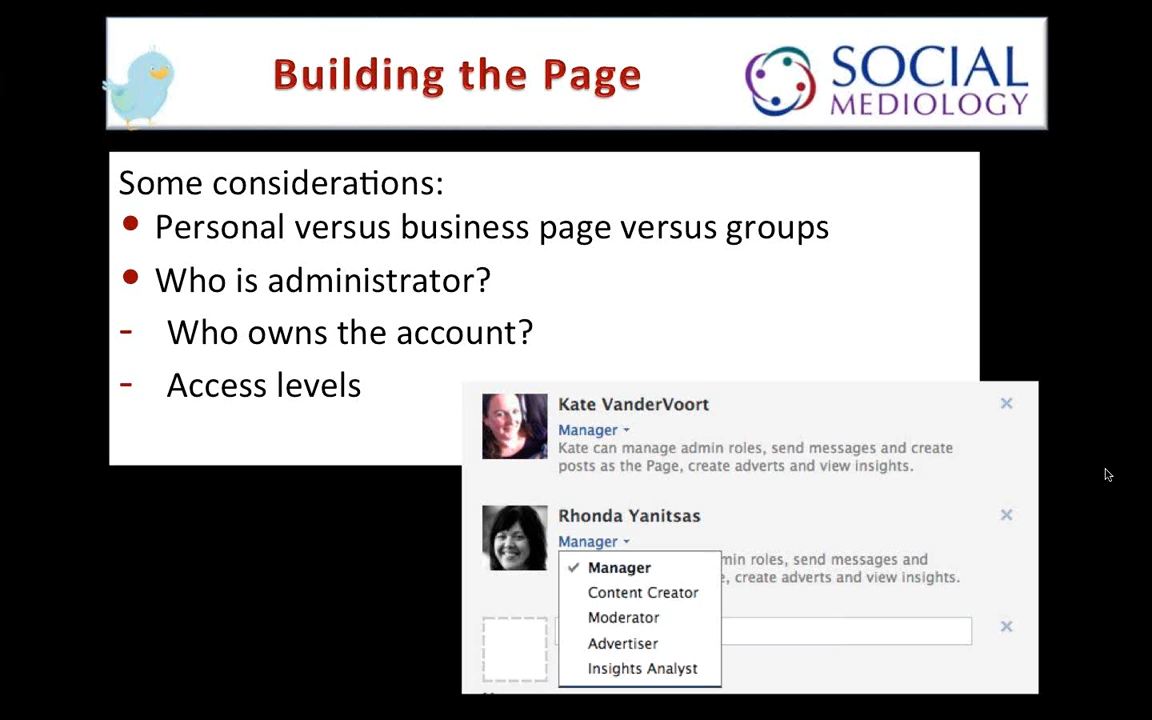 Building the Page
SOCIAL
MEDIOLOGY
Some considerations:
• Personal versus business page versus groups
• Who is administrator?
- Who owns the account?
- Access levels
Kate VanderVoort
Manager
Kate can manage admin roles, send messages and create
posts as the Page, create adverts and view insights.
Rhonda Yanitsas
Manager
min roles, send messages and
, create adverts and view insights.
Manager
Content Creator
Moderator
Advertiser
Insights Analyst